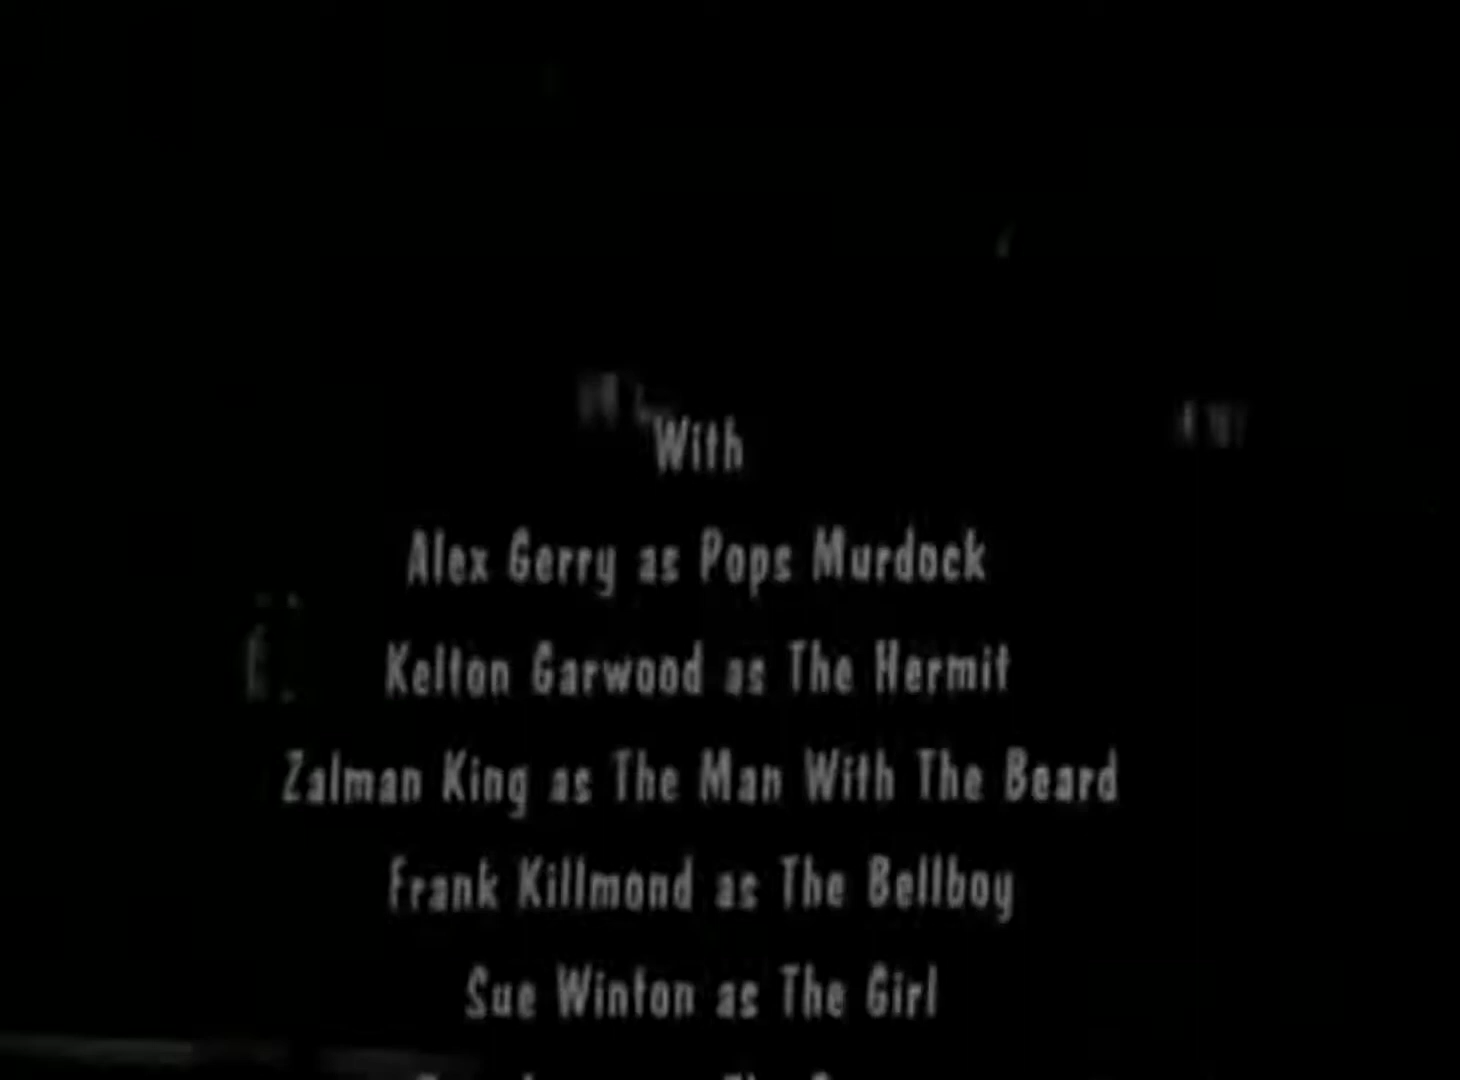 With
Alex Gerry as Pops Murdock
Kelton Garwood as The Hermit
Zalman King as The Man With The Beard
Frank Killmond as The Bellboy
Sue Winton as The Girl